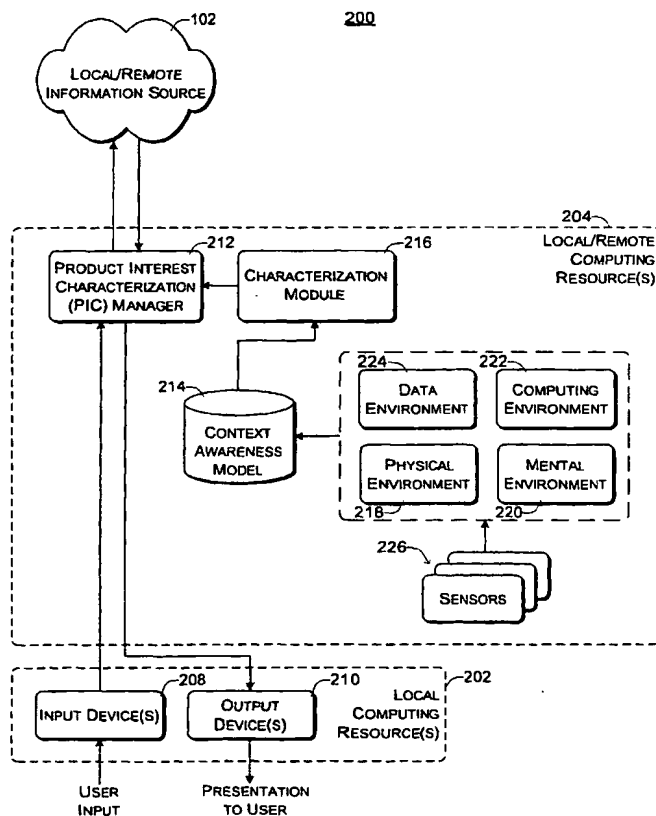 102
200
LOCAL/REMOTE
INFORMATION SOURCE
204
LOCAL/REMOTE
COMPUTING
RESOURCE(S)
212
PRODUCT INTEREST
CHARACTERIZATION
(PIC) MANAGER
216
CHARACTERIZATION
MODULE
214
CONTEXT
AWARENESS
MODEL
224
DATA
ENVIRONMENT
222
COMPUTING
ENVIRONMENT
PHYSICAL
ENVIRONMENT
218
MENTAL
ENVIRONMENT
220
226
SENSORS
202
208
INPUT DEVICE(S)
210
OUTPUT
DEVICE(S)
LOCAL
COMPUTING
RESOURCE(S)
USER
INPUT
PRESENTATION
TO USER